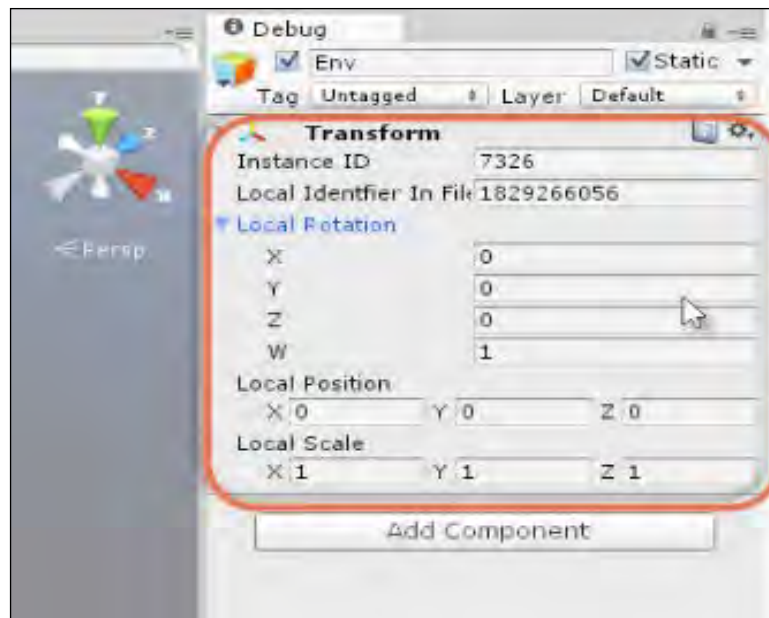 Debug
Env
Static
Tag Untagged Layer Default
Transform
Instance ID 7326
Local Identfier In File 1829266056
Local Rotation
X 0
Y 0
Z 0
W 1
Local Position
X 0 Y 0 Z 0
Local Scale
X 1 Y 1 Z 1
Add Component
Y
Z
X
Persp